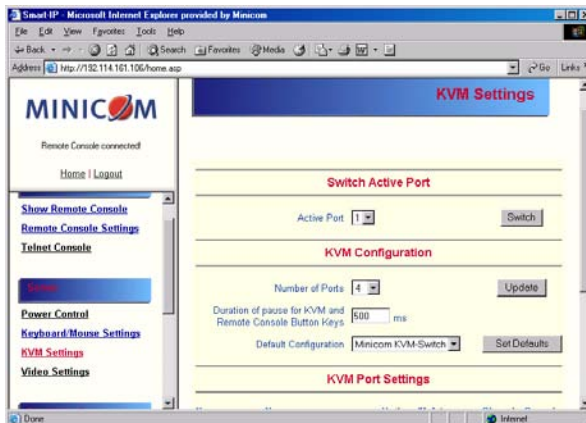 Smart-IP - Microsoft Internet Explorer provided by Minicom
File Edit View Favorites Tools Help
Back Search Favorites Media
Address http://192.114.161.106/home.asp Go Links
MINICOM
Remote Console connected!
Home | Logout
Show Remote Console
Remote Console Settings
Telnet Console
Server
Power Control
Keyboard/Mouse Settings
KVM Settings
Video Settings
KVM Settings
Switch Active Port
Active Port 1 Switch
KVM Configuration
Number of Ports 4 Update
Duration of pause for KVM and
Remote Console Button Keys 500 ms
Default Configuration Minicom KVM-Switch Set Defaults
KVM Port Settings
Done Internet